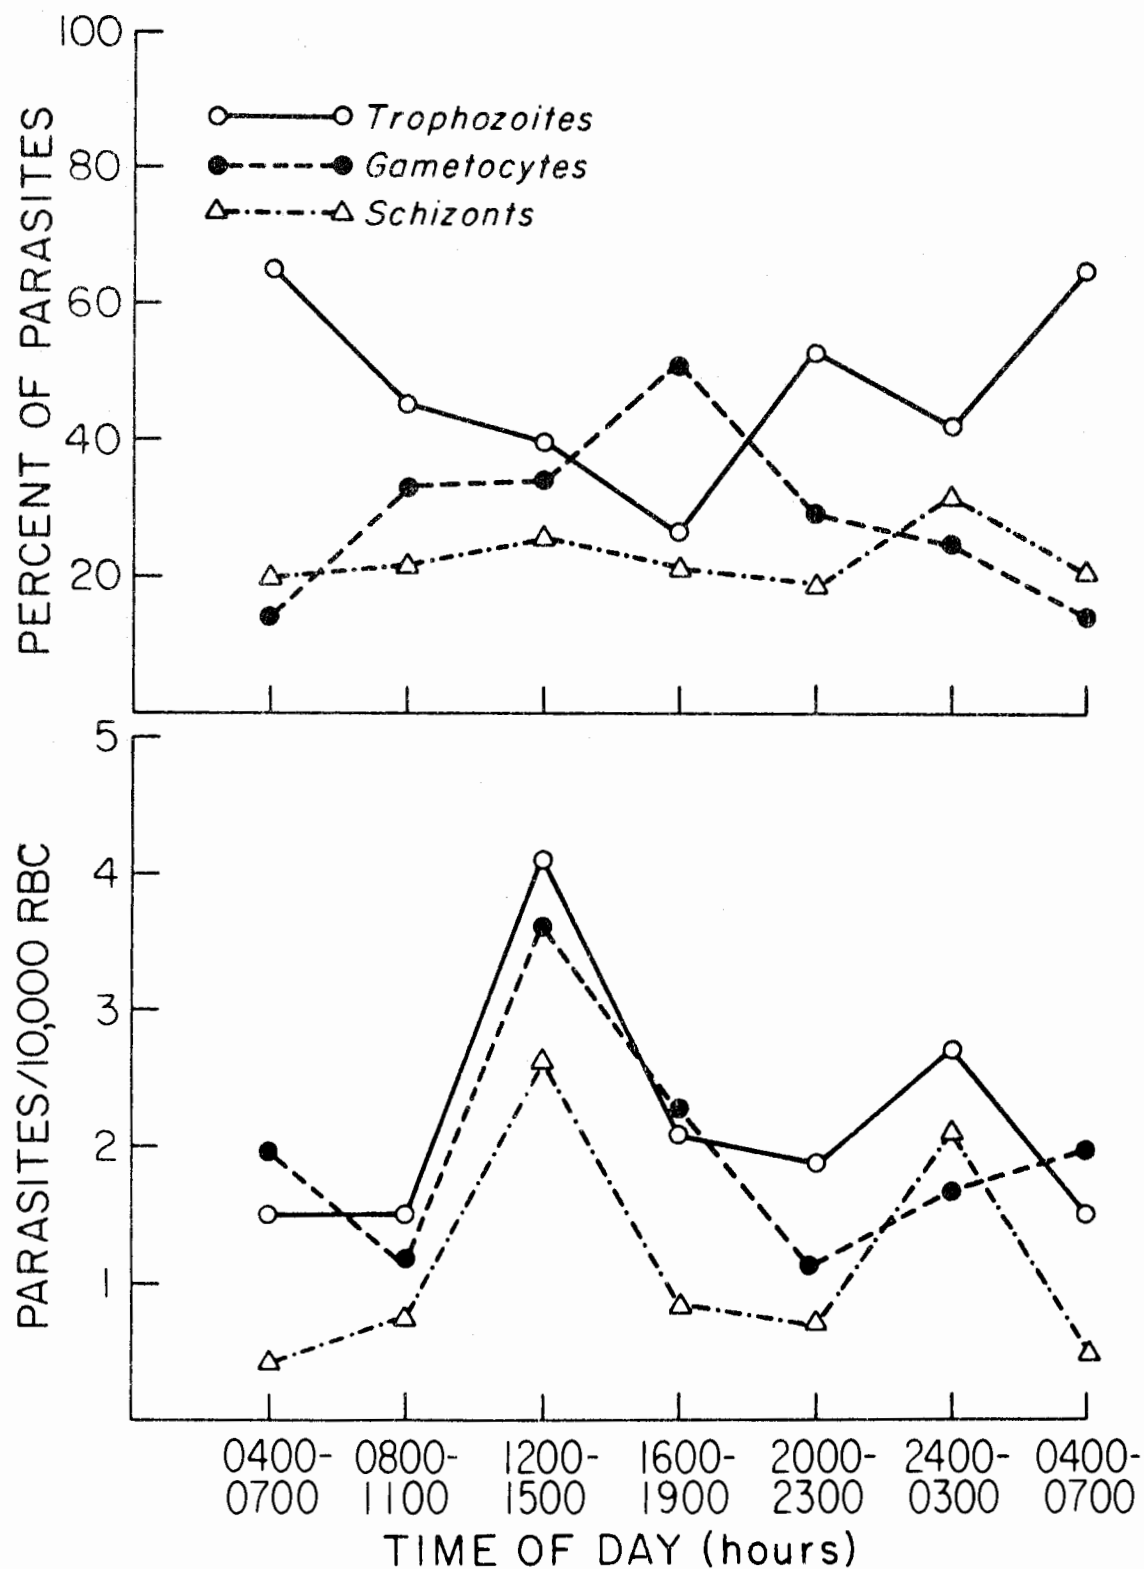 PERCENT OF PARASITES
100
80
60
40
20
Trophozoites
Gametocytes
Schizonts
PARASITES/10,000 RBC
5
4
3
2
1
0400-0700
0800-1100
1200-1500
1600-1900
2000-2300
2400-0300
0400-0700
TIME OF DAY (hours)